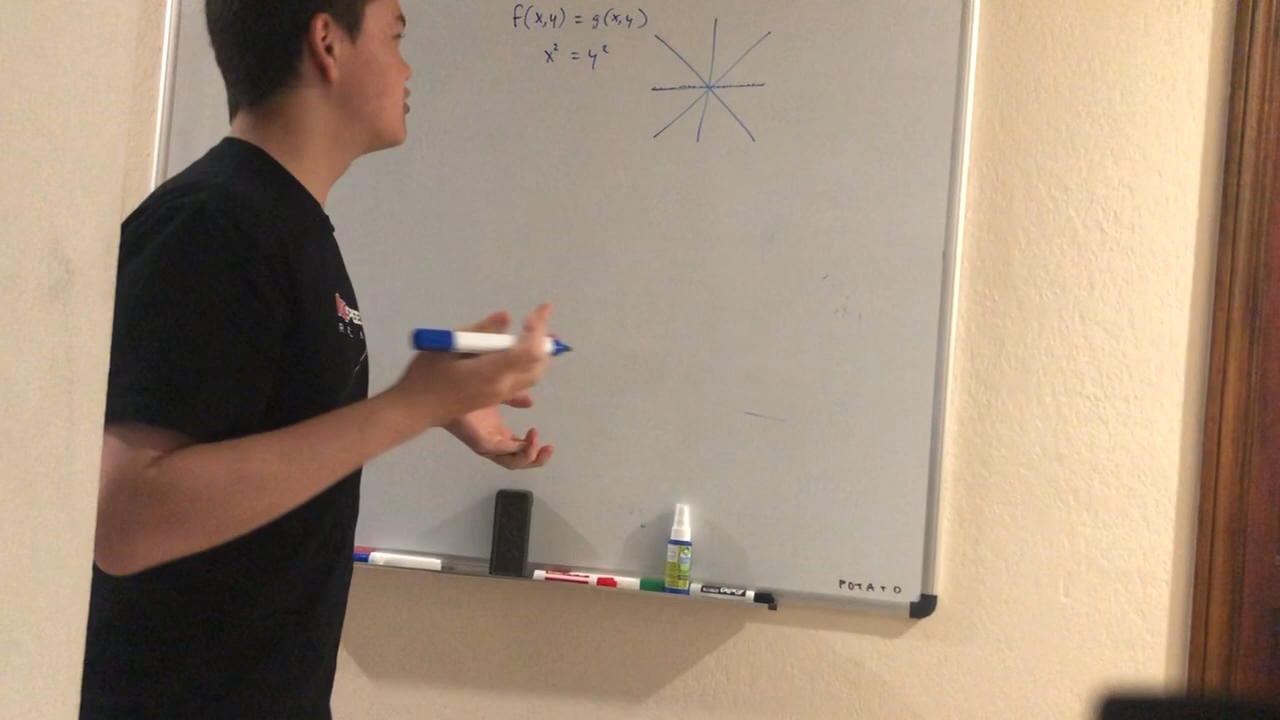 f(x,y) = g(x,y)
x² = y²
POTATO